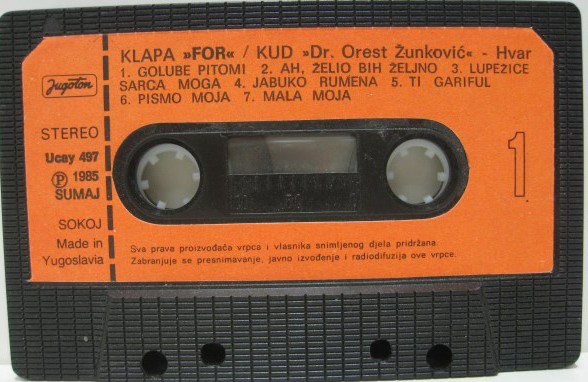 KLAPA »FOR« / KUD »Dr. Orest Žunković« - Hvar
1. GOLUBE PITOMI 2. AH, ŽELIO BIH ŽELJNO 3. LUPEŽICE
SARCA MOGA 4. JABUKO RUMENA 5. TI GARIFUL
6. PISMO MOJA 7. MALA MOJA
Jugoton
STEREO
Ucay 497
Ⓟ 1985
ŠUMAJ
SOKOJ
Made in
Yugoslavia
1
Sva prava proizvođača vrpca i vlasnika snimljenog djela pridržana.
Zabranjuje se presnimavanje, javno izvođenje i radiodifuzija ove vrpce.